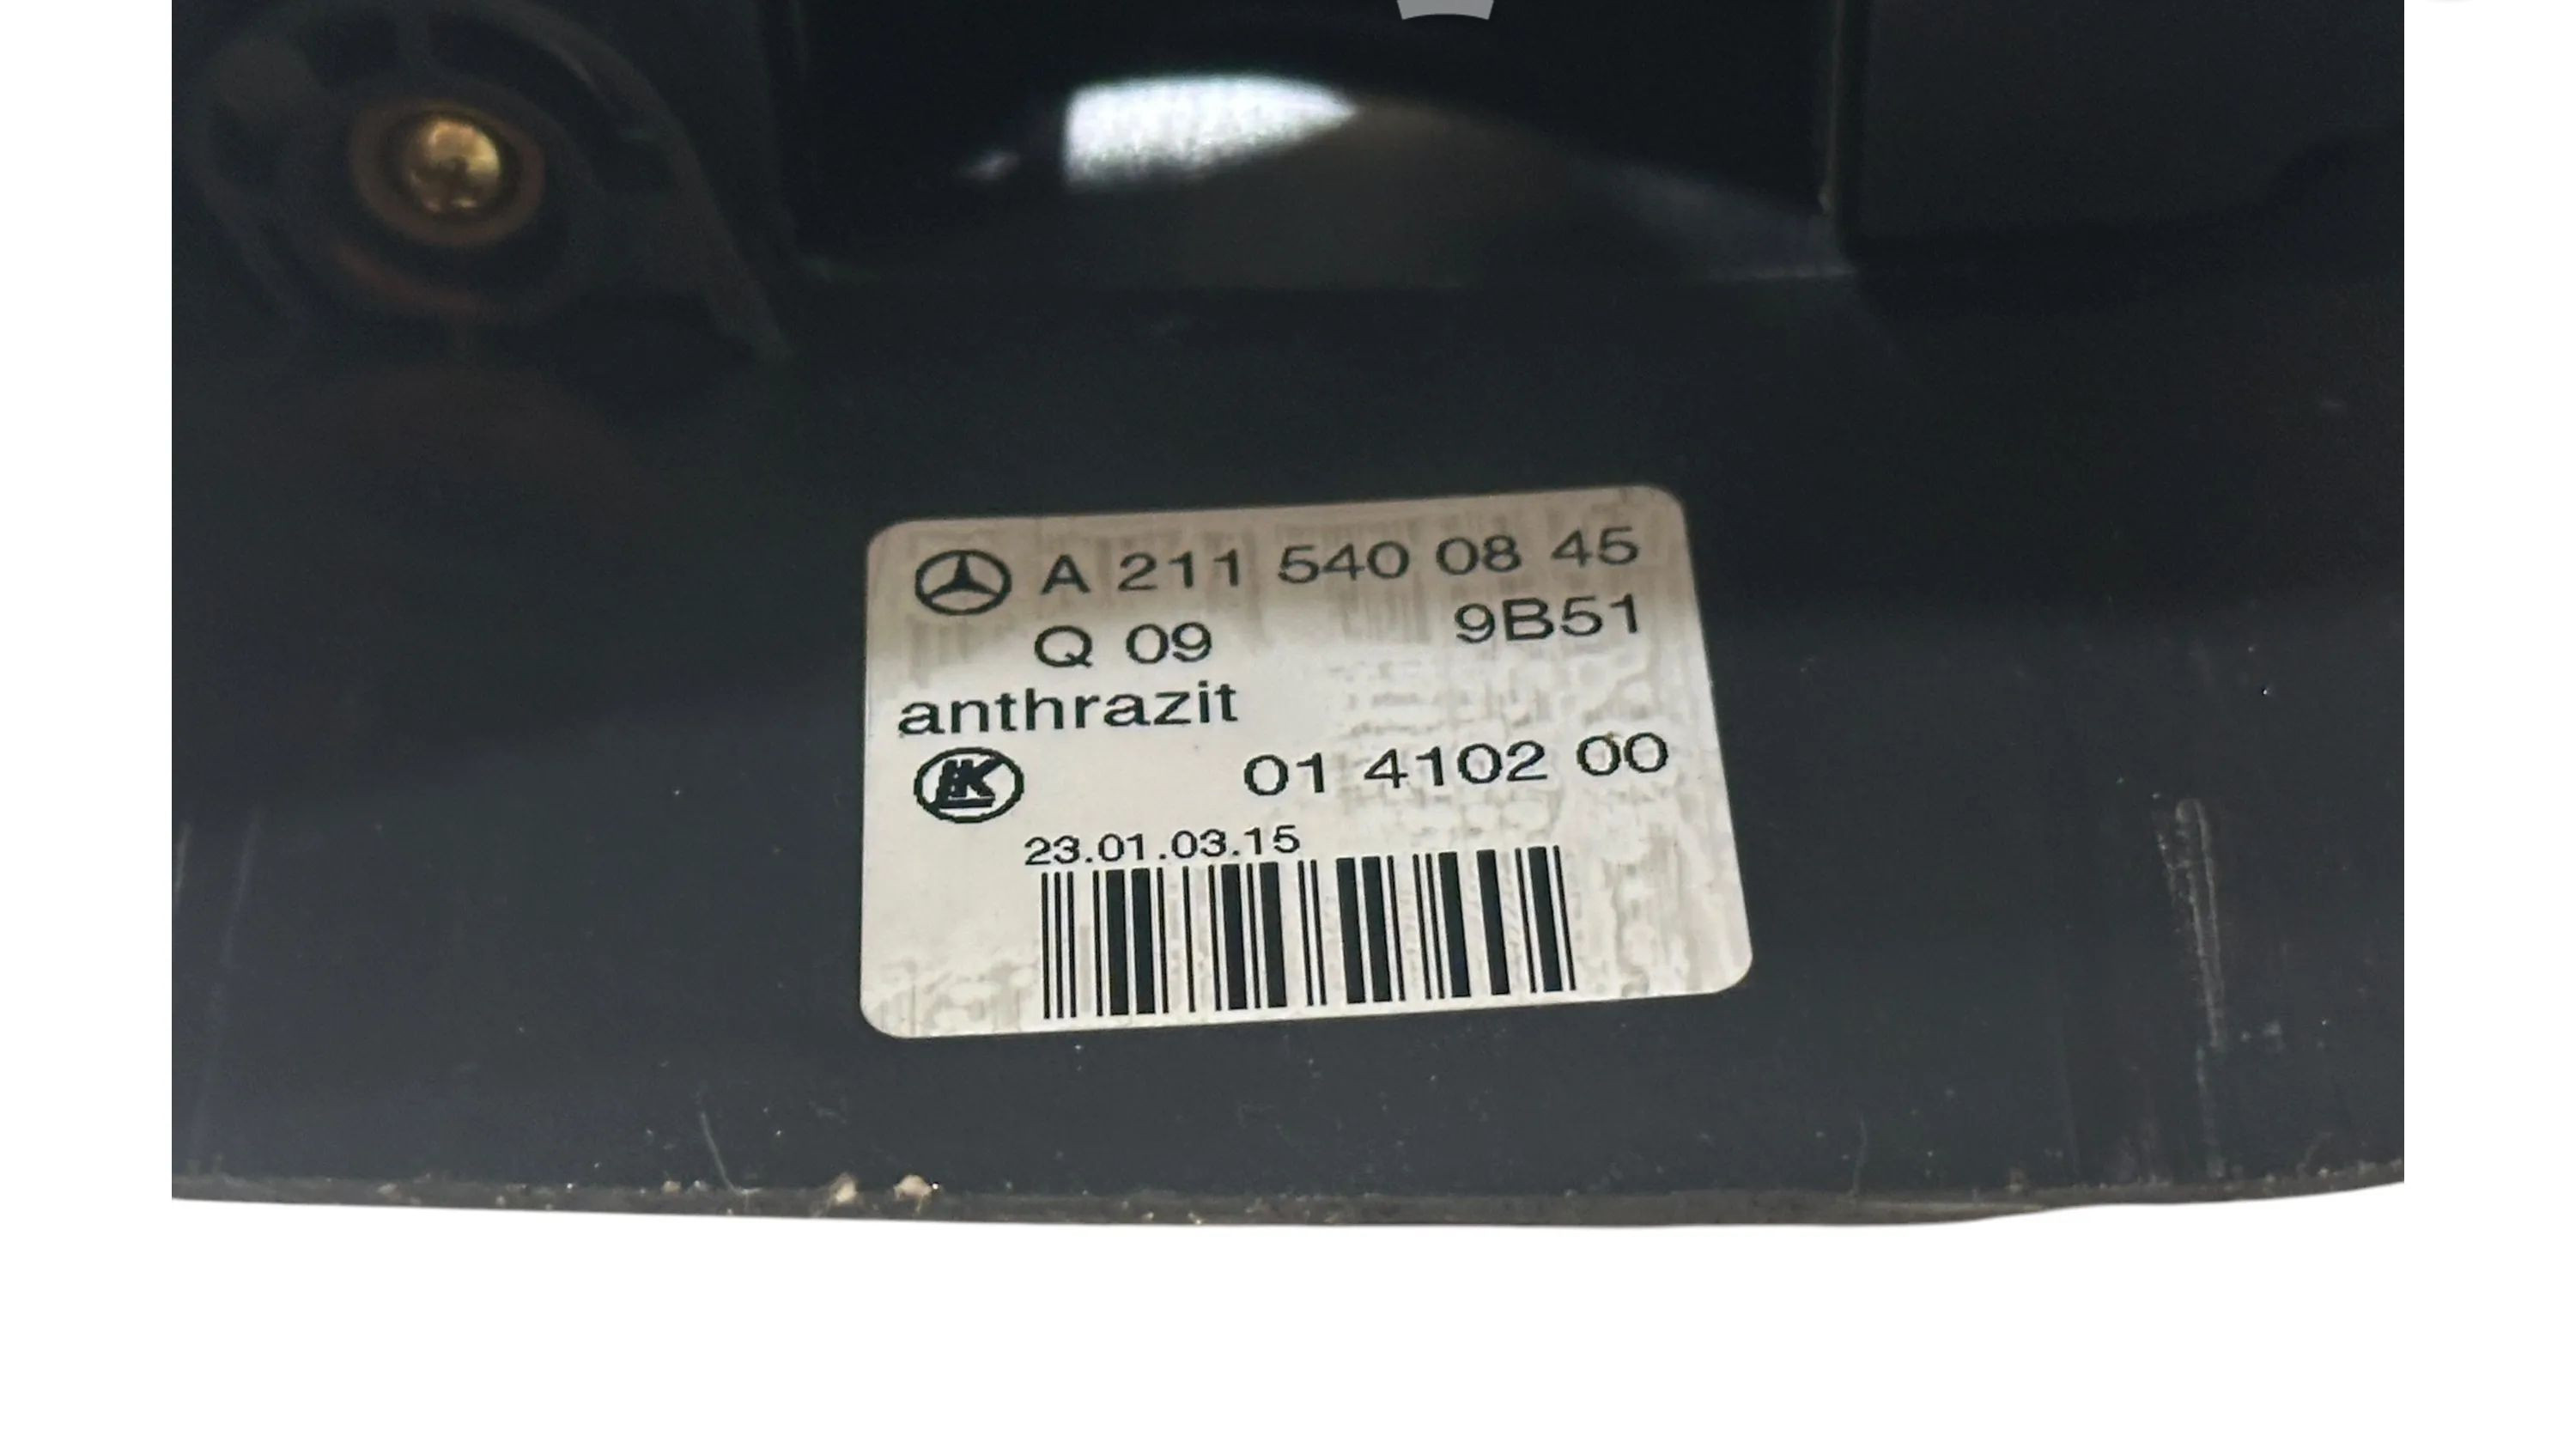 A 211 540 08 45
Q 09 9B51
anthrazit
01 4102 00
23.01.03.15